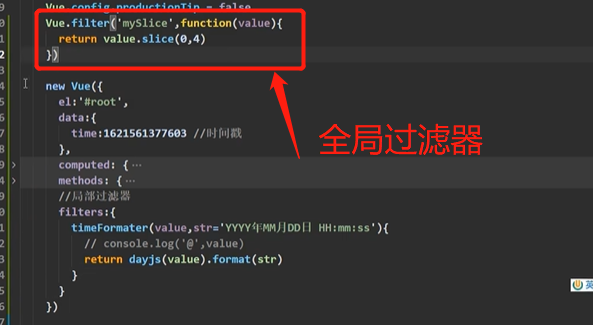 Vue.config.productionTip = false
Vue.filter('mySlice',function(value){
return value.slice(0,4)
})
new Vue({
el:'#root',
data:{
time:1621561377603 //时间戳
},
computed: {…
methods: {…
//局部过滤器
filters:{
timeFormater(value,str='YYYY年MM月DD日 HH:mm:ss'){
// console.log('@',value)
return dayjs(value).format(str)
}
}
})
全局过滤器
英